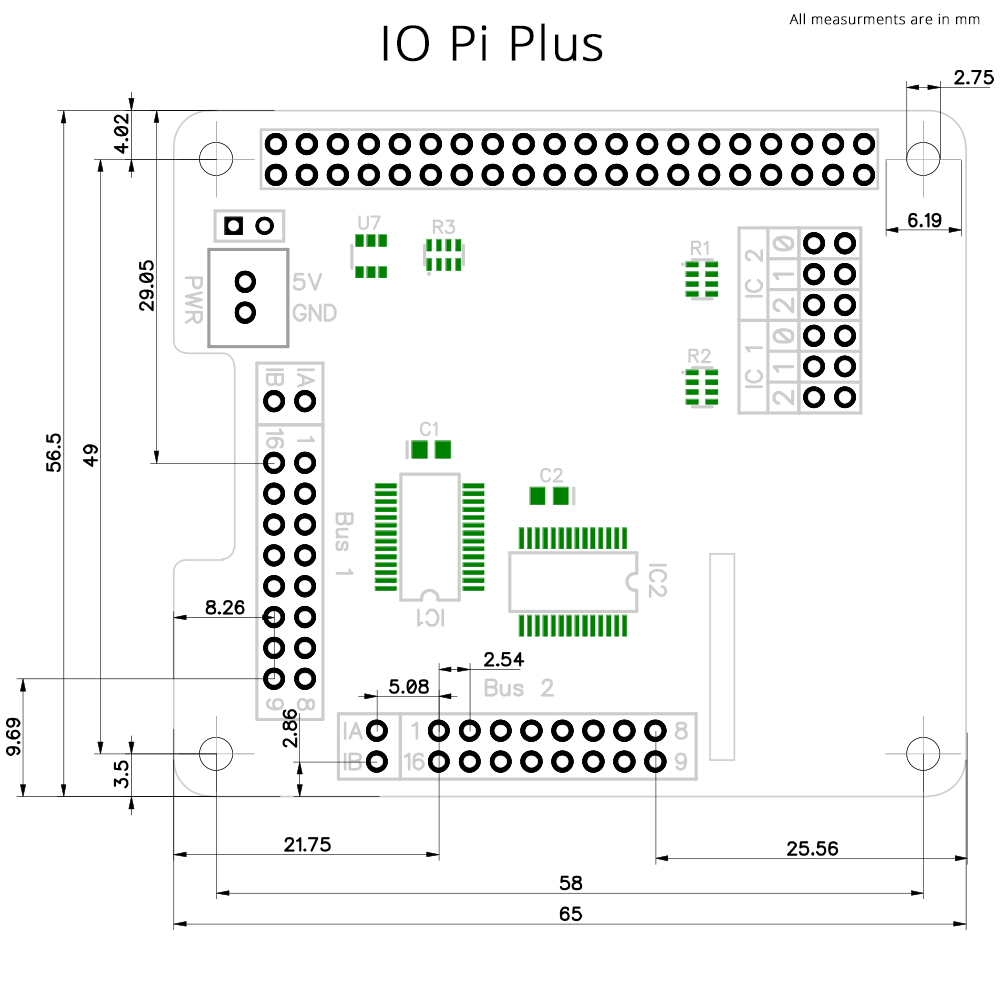 All measurments are in mm
IO Pi Plus
2.75
4.02
6.19
U7
R3
R1
IC 2
0
1
2
29.05
PWR
5V
GND
IC 1
0
1
2
R2
IB
IA
16
1
C1
56.5
49
C2
Bus 1
IC1
IC2
8.26
2.54
5.08
Bus 2
9
8
9.69
2.86
IA
1
8
IB
16
9
3.5
21.75
25.56
58
65